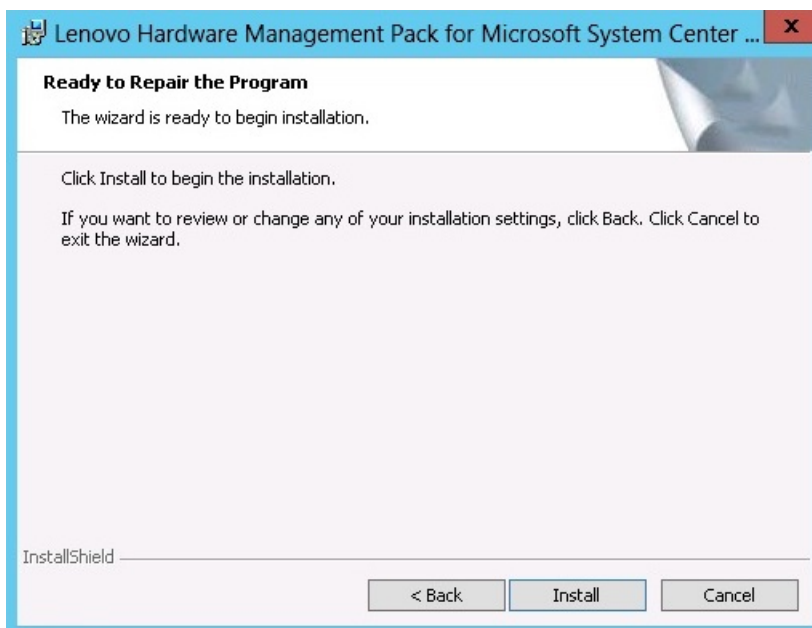 Lenovo Hardware Management Pack for Microsoft System Center ...
x
Ready to Repair the Program
The wizard is ready to begin installation.
Click Install to begin the installation.
If you want to review or change any of your installation settings, click Back. Click Cancel to
exit the wizard.
InstallShield
< Back
Install
Cancel